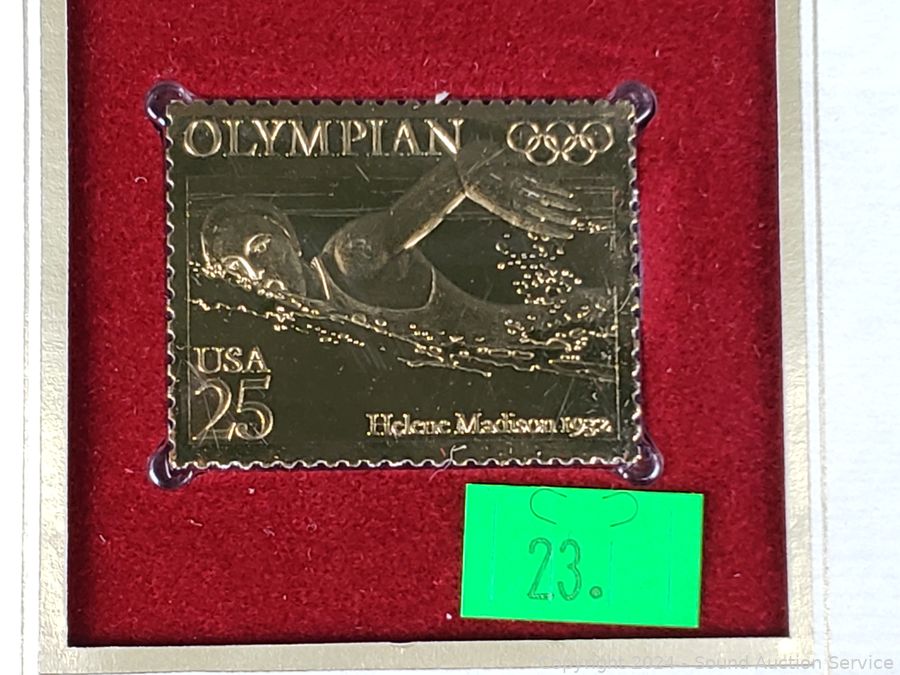 OLYMPIAN
USA
25
Helene Madison 1932
23.
Copyright 2024 - Sound Auction Service